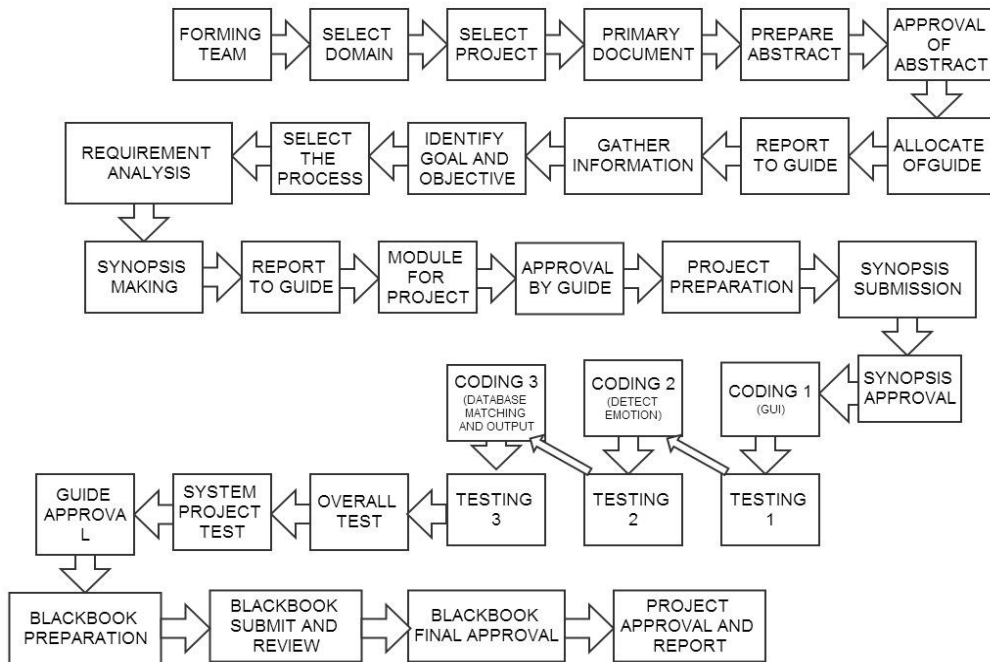 FORMING
TEAM
SELECT
DOMAIN
SELECT
PROJECT
PRIMARY
DOCUMENT
PREPARE
ABSTRACT
APPROVAL
OF
ABSTRACT
ALLOCATE
OFGUIDE
REPORT
TO GUIDE
GATHER
INFORMATION
IDENTIFY
GOAL AND
OBJECTIVE
SELECT
THE
PROCESS
REQUIREMENT
ANALYSIS
SYNOPSIS
MAKING
REPORT
TO GUIDE
MODULE
FOR
PROJECT
APPROVAL
BY GUIDE
PROJECT
PREPARATION
SYNOPSIS
SUBMISSION
SYNOPSIS
APPROVAL
CODING 1
(GUI)
TESTING
1
CODING 2
(DETECT
EMOTION)
TESTING
2
CODING 3
(DATABASE
MATCHING
AND OUTPUT
TESTING
3
OVERALL
TEST
SYSTEM
PROJECT
TEST
GUIDE
APPROVA
L
BLACKBOOK
PREPARATION
BLACKBOOK
SUBMIT AND
REVIEW
BLACKBOOK
FINAL APPROVAL
PROJECT
APPROVAL AND
REPORT